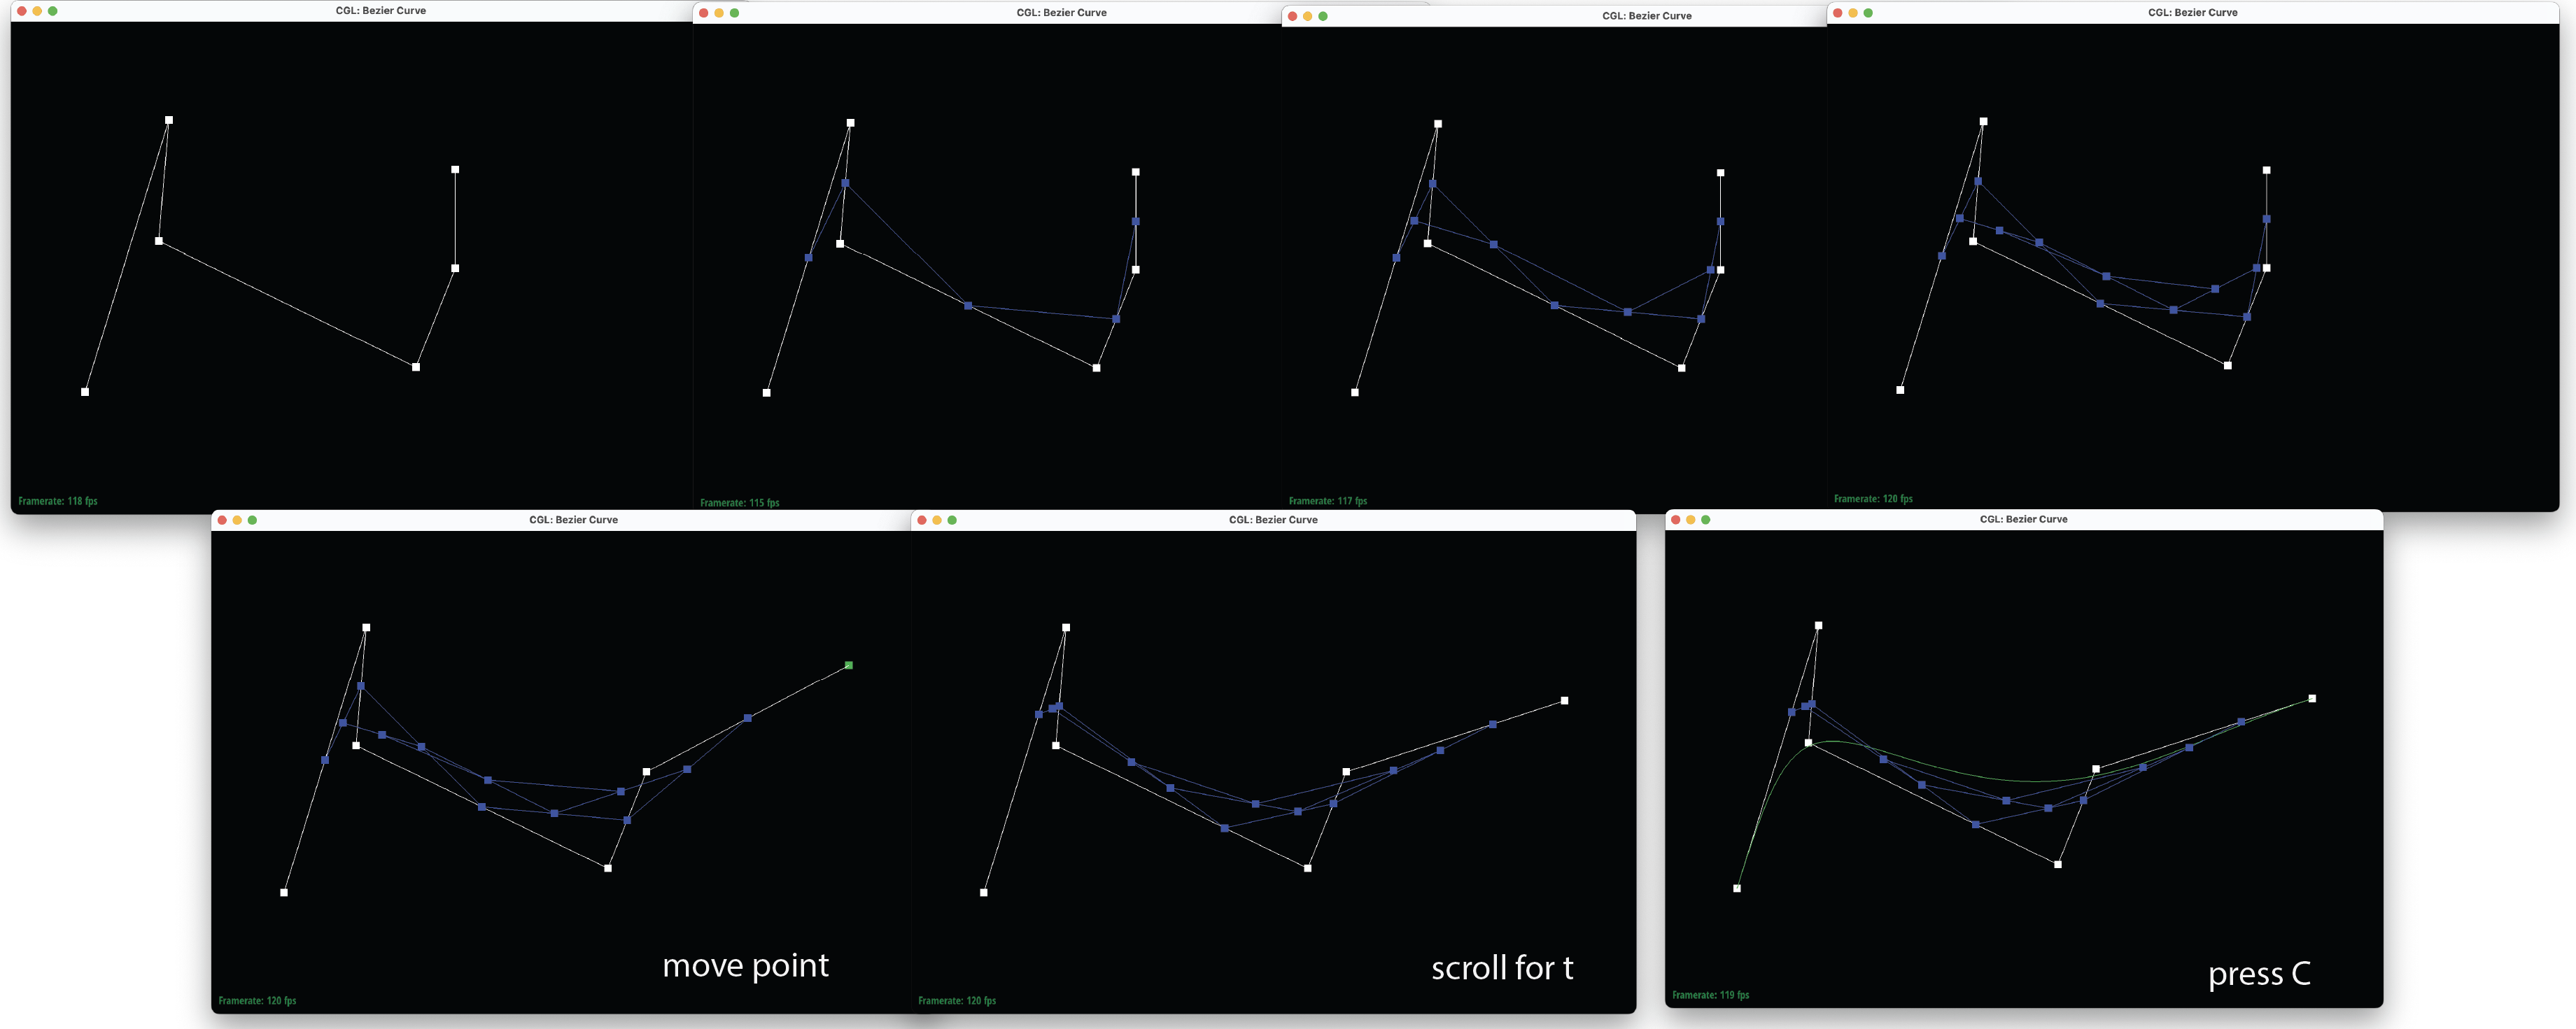 CGL: Bezier Curve
CGL: Bezier Curve
CGL: Bezier Curve
CGL: Bezier Curve
Framerate: 118 fps
Framerate: 115 fps
Framerate: 117 fps
Framerate: 120 fps
CGL: Bezier Curve
CGL: Bezier Curve
CGL: Bezier Curve
move point
scroll for t
press C
Framerate: 120 fps
Framerate: 120 fps
Framerate: 119 fps